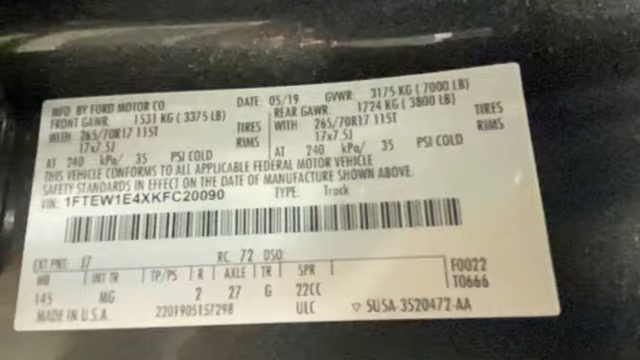 MFD BY FORD MOTOR CO
DATE: 05/19 GVWR: 3175 KG ( 7000 LB)
FRONT GAWR: 1531 KG ( 3375 LB) REAR GAWR: 1724 KG ( 3800 LB)
WITH 265/70R17 115T TIRES WITH 265/70R17 115T TIRES
17x7.5J RIMS 17x7.5J RIMS
AT 240 kPa/ 35 PSI COLD AT 240 kPa/ 35 PSI COLD
THIS VEHICLE CONFORMS TO ALL APPLICABLE FEDERAL MOTOR VEHICLE
SAFETY STANDARDS IN EFFECT ON THE DATE OF MANUFACTURE SHOWN ABOVE.
VIN: 1FTEW1E4XKFC20090 TYPE: Truck
EXT PNT: J7 RC: 72 DSO:
WB INT TR TP/PS R AXLE TR SPR F0022
145 MG 2 27 G 22CC T0666
MADE IN U.S.A. 2201905157298 ULC SUSA-3520472-AA